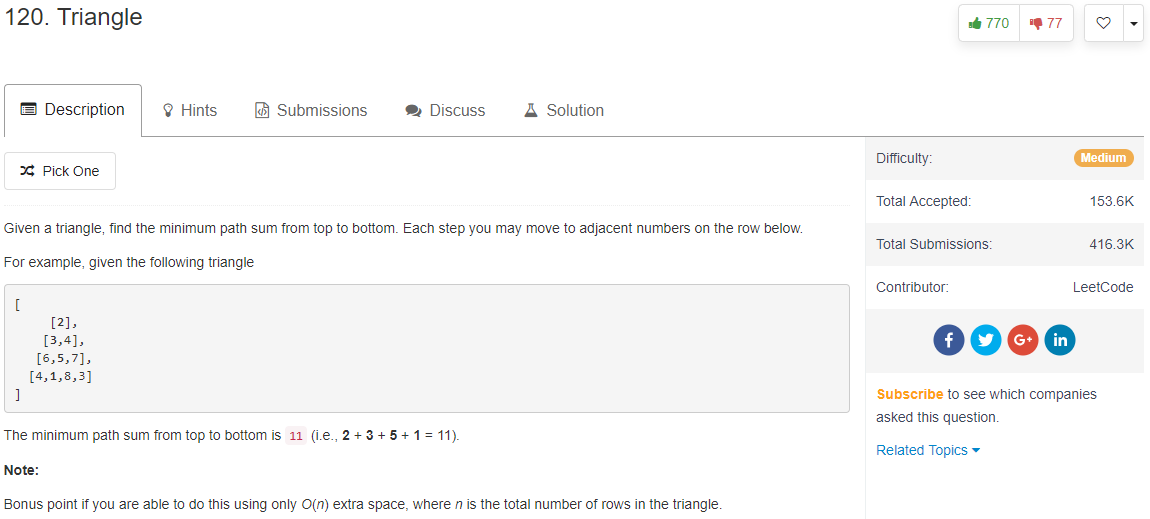 120. Triangle
770
77
Description
Hints
Submissions
Discuss
Solution
Pick One
Given a triangle, find the minimum path sum from top to bottom. Each step you may move to adjacent numbers on the row below.
For example, given the following triangle
[
[2],
[3,4],
[6,5,7],
[4,1,8,3]
]
The minimum path sum from top to bottom is 11 (i.e., 2 + 3 + 5 + 1 = 11).
Note:
Bonus point if you are able to do this using only O(n) extra space, where n is the total number of rows in the triangle.
Difficulty: Medium
Total Accepted: 153.6K
Total Submissions: 416.3K
Contributor: LeetCode
f G+ in
Subscribe to see which companies
asked this question.
Related Topics